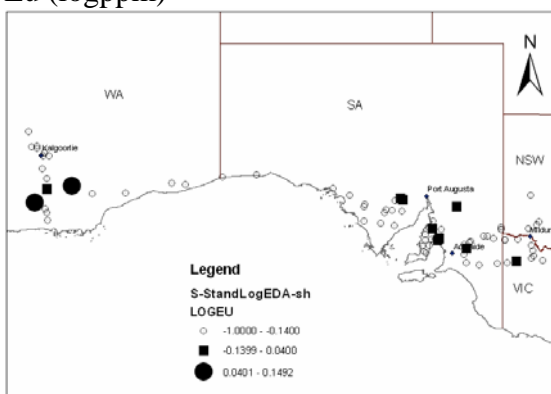 Eu (logppm)
N
WA
SA
Kalgoorlie
NSW
Port Augusta
Mildura
Adelaide
VIC
Legend
S-StandLogEDA-sh
LOGEU
-1.0000 - -0.1400
-0.1399 - 0.0400
0.0401 - 0.1492